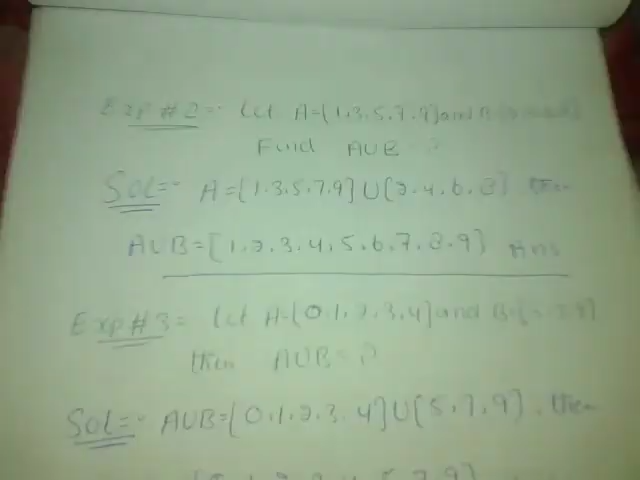 Exp # 2 =: Let A={1,3,5,7,9} and B
Find AUB = ?
SOL=: A={1,3,5,7,9} U {2,4,6,8}. then
AUB={1,2,3,4,5,6,7,8,9} Ans
Exp # 3 = Let A={0,1,2,3,4} and B={
then AUB=?
SOL=: AUB={0,1,2,3,4} U {5,7,9}. then